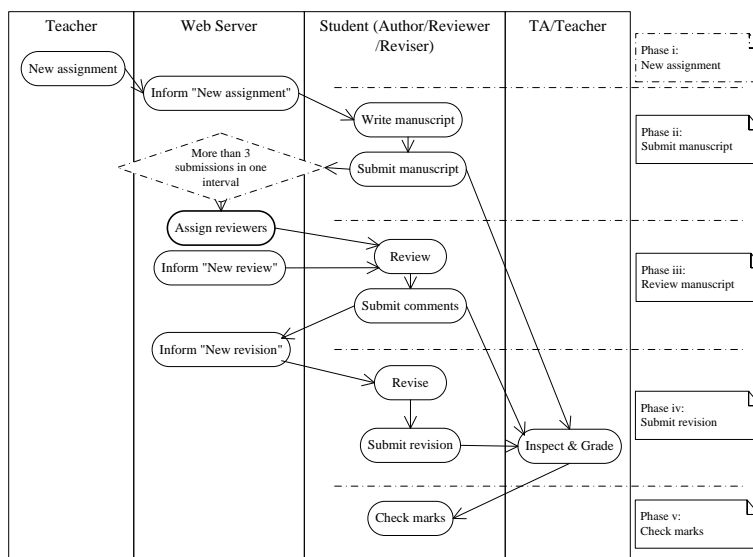 Teacher
Web Server
Student (Author/Reviewer
/Reviser)
TA/Teacher
Phase i:
New assignment
New assignment
Inform "New assignment"
Write manuscript
Phase ii:
Submit manuscript
More than 3
submissions in one
interval
Submit manuscript
Assign reviewers
Review
Inform "New review"
Phase iii:
Review manuscript
Submit comments
Inform "New revision"
Revise
Phase iv:
Submit revision
Submit revision
Inspect & Grade
Check marks
Phase v:
Check marks